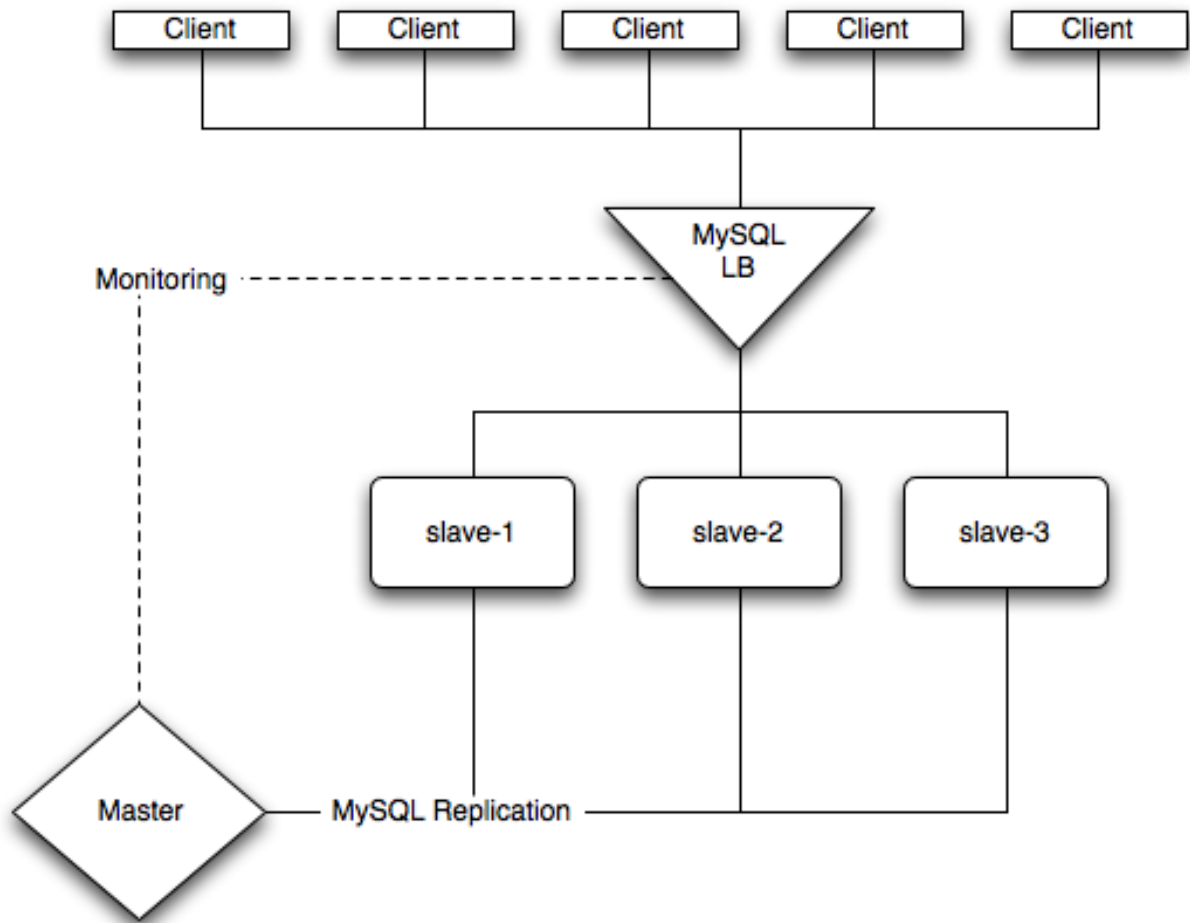 Client
Client
Client
Client
Client
MySQL
LB
Monitoring
slave-1
slave-2
slave-3
Master
MySQL Replication